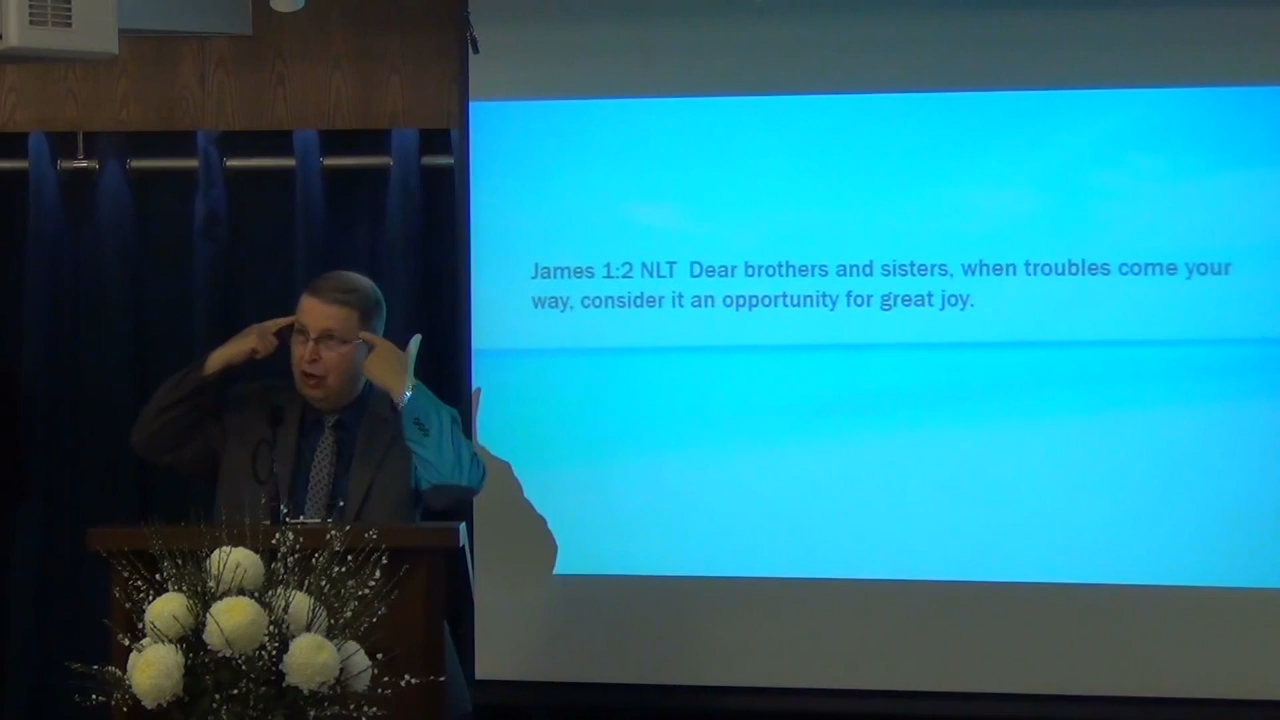 James 1:2 NLT  Dear brothers and sisters, when troubles come your
way, consider it an opportunity for great joy.